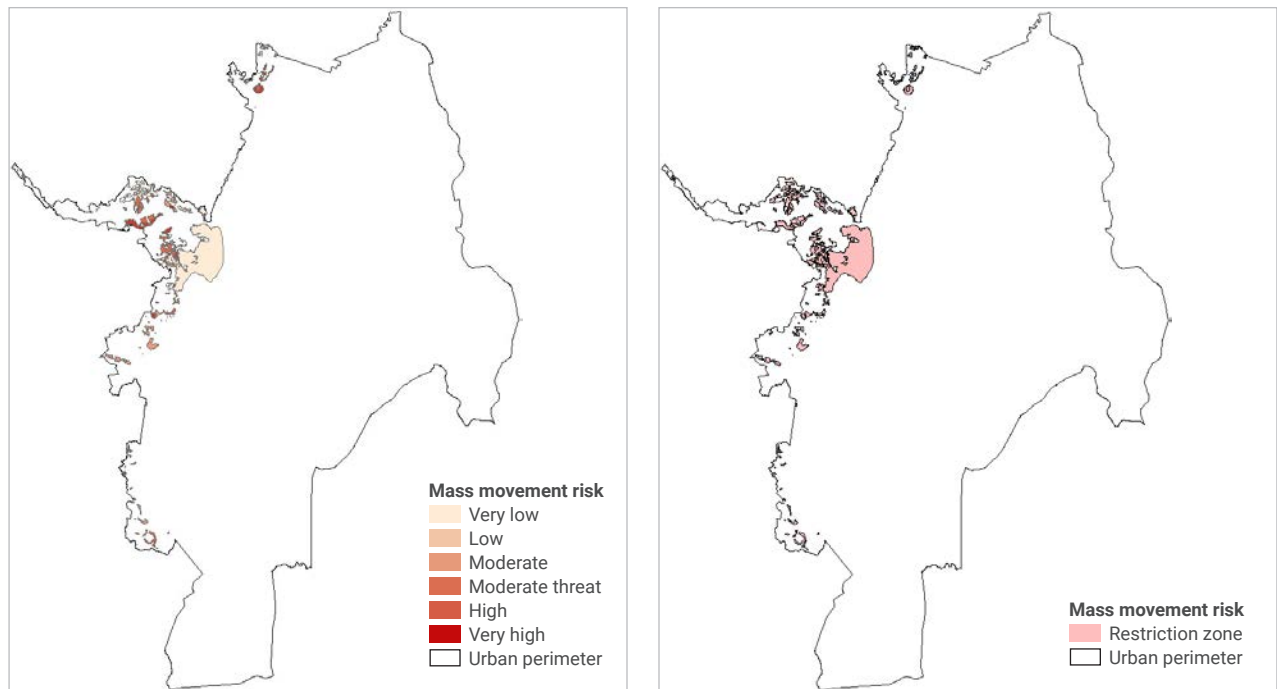 Mass movement risk
Very low
Low
Moderate
Moderate threat
High
Very high
Urban perimeter
Mass movement risk
Restriction zone
Urban perimeter